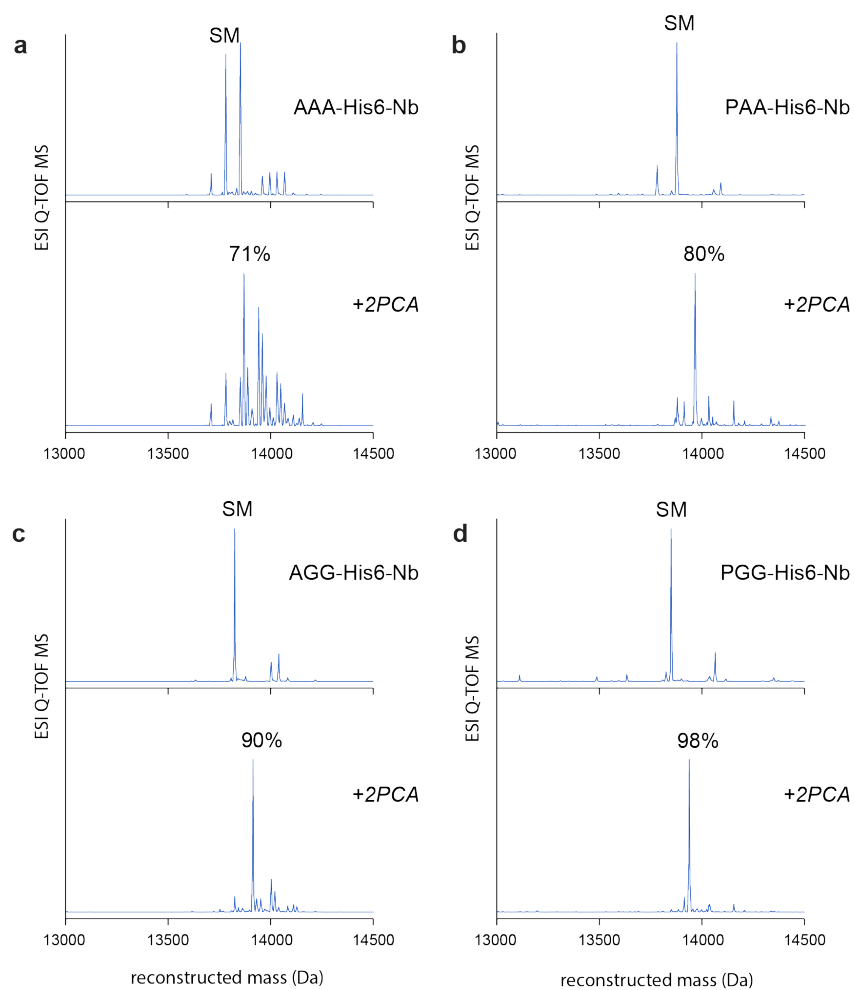 a
SM
AAA-His6-Nb
ESI Q-TOF MS
71%
+2PCA
13000 13500 14000 14500
b
SM
PAA-His6-Nb
ESI Q-TOF MS
80%
+2PCA
13000 13500 14000 14500
c
SM
AGG-His6-Nb
ESI Q-TOF MS
90%
+2PCA
13000 13500 14000 14500
reconstructed mass (Da)
d
SM
PGG-His6-Nb
ESI Q-TOF MS
98%
+2PCA
13000 13500 14000 14500
reconstructed mass (Da)